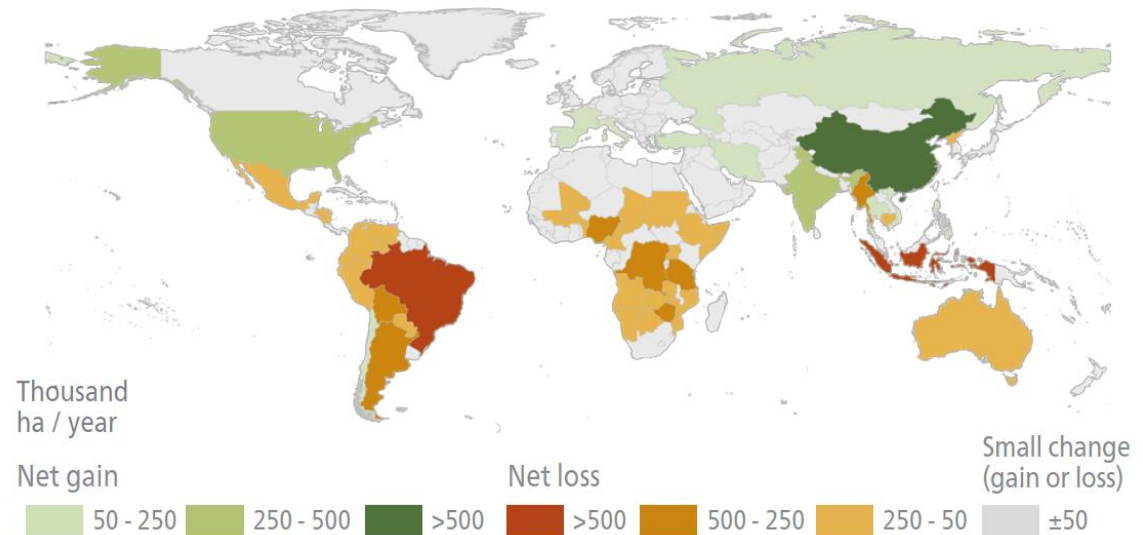 Thousand
ha / year
Small change
(gain or loss)
Net gain
Net loss
50 - 250
250 - 500
>500
>500
500 - 250
250 - 50
±50